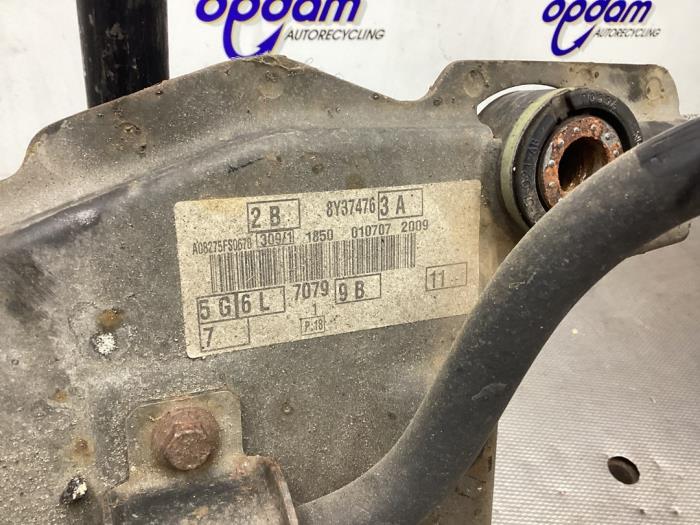 opdam
AUTORECYCLING
opdam
AUTORECYCLING
2 B 8Y37476 3 A
A08275FS0678 309/1 1850 010707 2009
5 G 6 L 7079 9 B 11
7 1
P.18